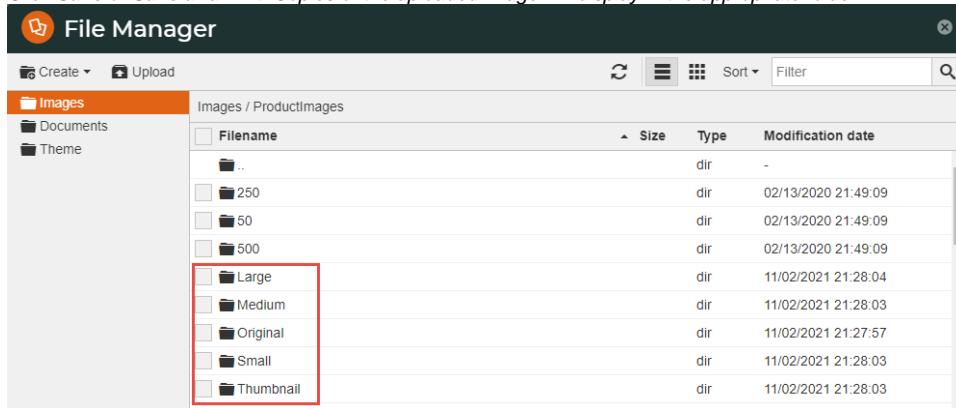 File Manager
Create Upload Sort Filter
Images Images / ProductImages
Documents Filename Size Type Modification date
Theme
.. dir -
250 dir 02/13/2020 21:49:09
50 dir 02/13/2020 21:49:09
500 dir 02/13/2020 21:49:09
Large dir 11/02/2021 21:28:04
Medium dir 11/02/2021 21:28:03
Original dir 11/02/2021 21:27:57
Small dir 11/02/2021 21:28:03
Thumbnail dir 11/02/2021 21:28:03